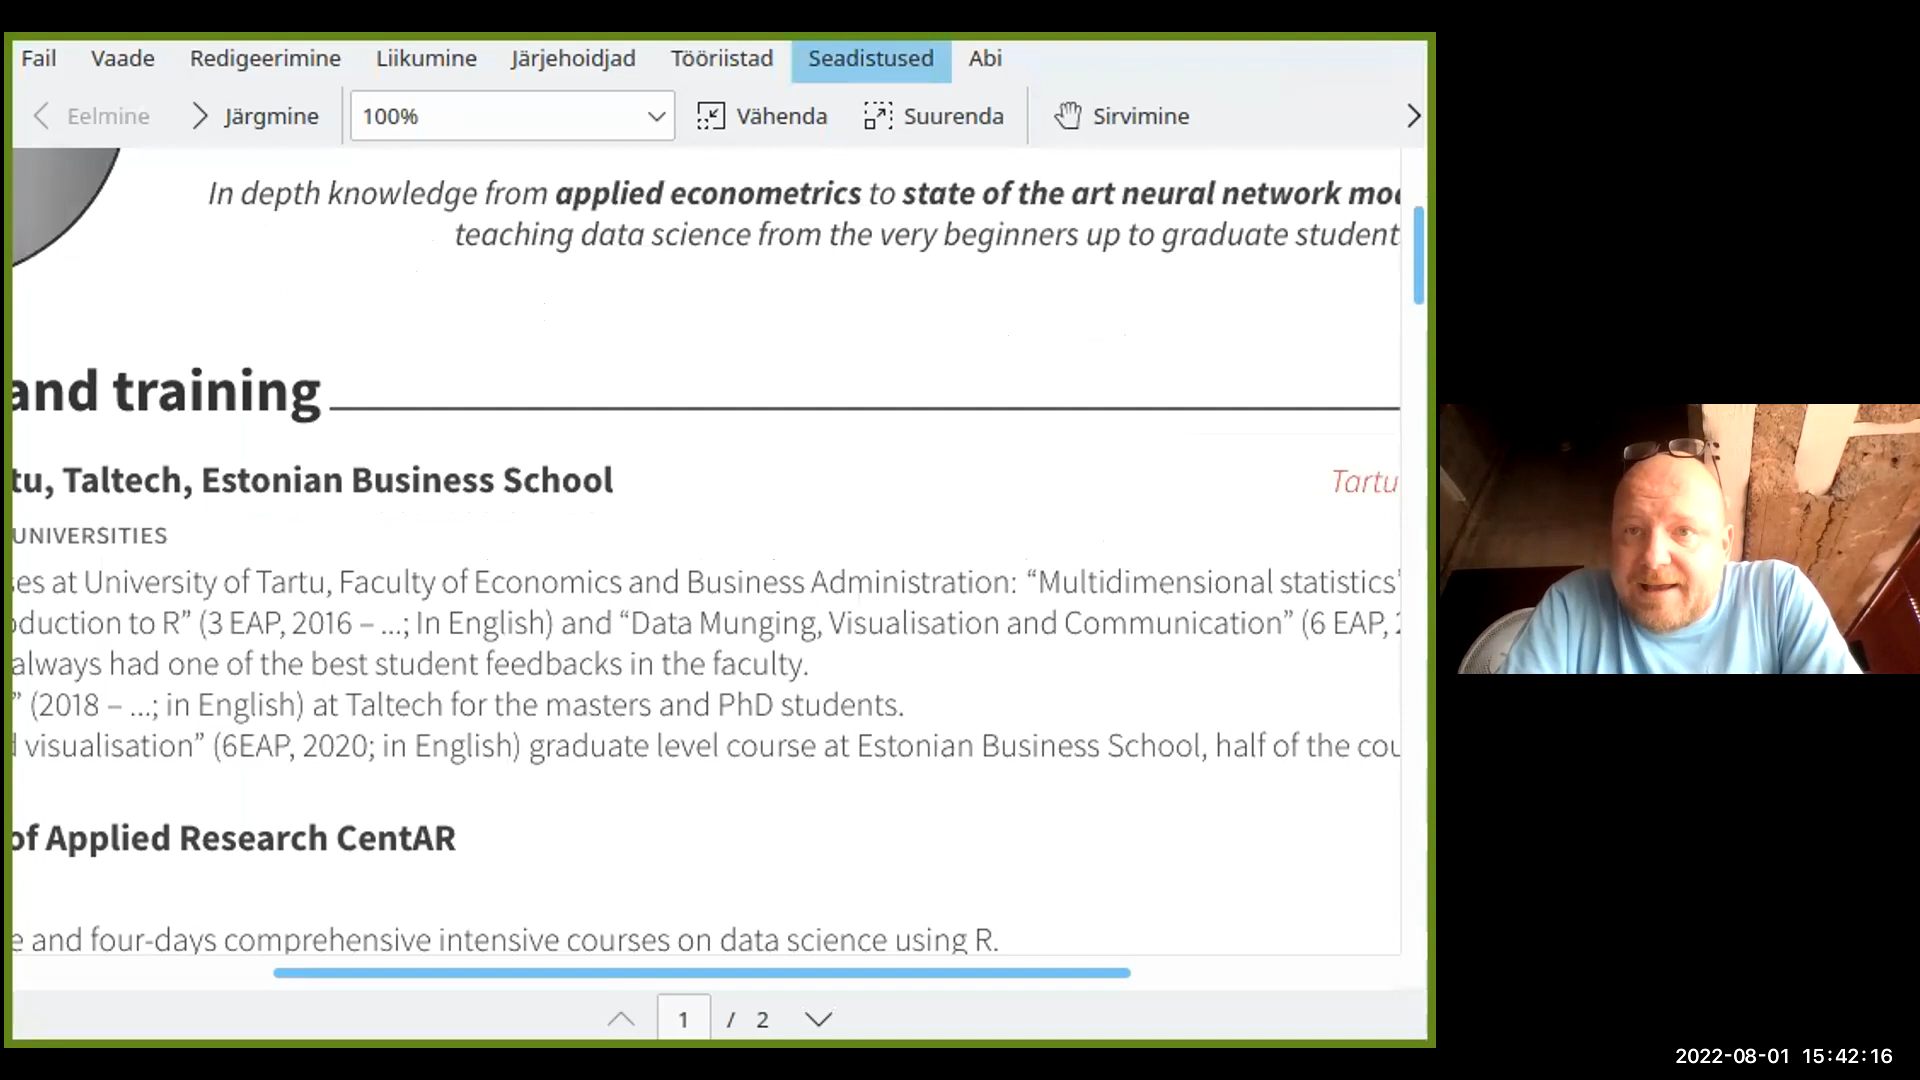 Fail Vaade Redigeerimine Liikumine Järjehoidjad Tööriistad Seadistused Abi
Eelmine Järgmine 100% Vähenda Suurenda Sirvimine
In depth knowledge from applied econometrics to state of the art neural network mo
teaching data science from the very beginners up to graduate student
and training
tu, Taltech, Estonian Business School Tartu
UNIVERSITIES
es at University of Tartu, Faculty of Economics and Business Administration: “Multidimensional statistics”
oduction to R” (3 EAP, 2016 – ...; In English) and “Data Munging, Visualisation and Communication” (6 EAP,
always had one of the best student feedbacks in the faculty.
” (2018 – ...; in English) at Taltech for the masters and PhD students.
visualisation” (6EAP, 2020; in English) graduate level course at Estonian Business School, half of the cou
of Applied Research CentAR
e and four-days comprehensive intensive courses on data science using R.
1 / 2
2022-08-01 15:42:16